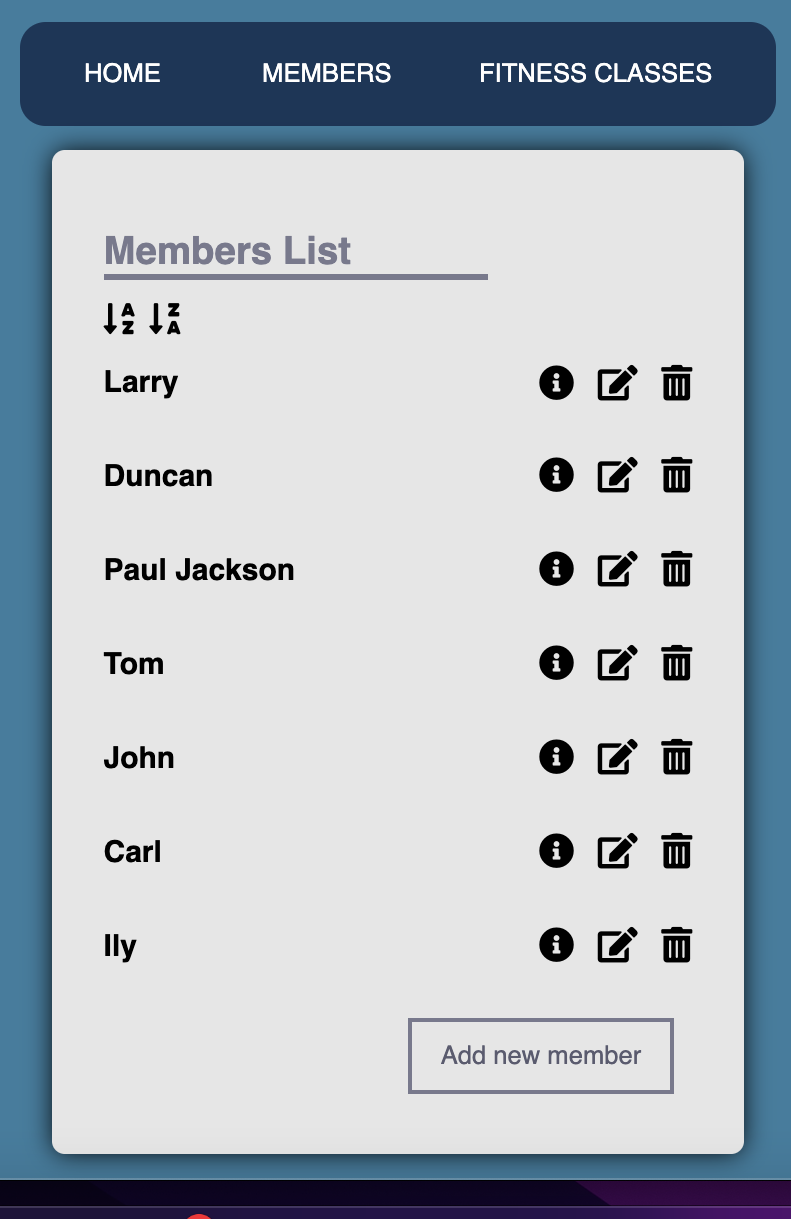 HOME MEMBERS FITNESS CLASSES
Members List
A Z Z A
Larry
Duncan
Paul Jackson
Tom
John
Carl
Ily
Add new member